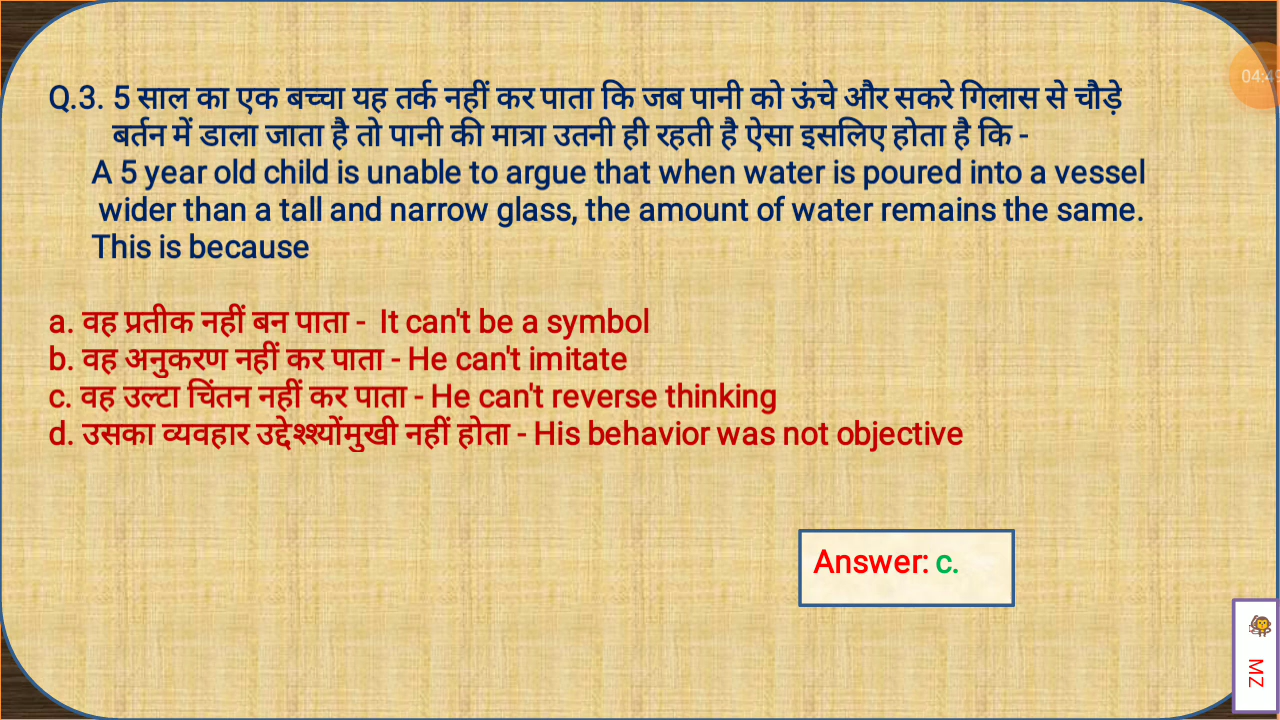 Q.3. 5 साल का एक बच्चा यह तर्क नहीं कर पाता कि जब पानी को ऊंचे और सकरे गिलास से चौड़े
बर्तन में डाला जाता है तो पानी की मात्रा उतनी ही रहती है ऐसा इसलिए होता है कि -
A 5 year old child is unable to argue that when water is poured into a vessel
wider than a tall and narrow glass, the amount of water remains the same.
This is because
a. वह प्रतीक नहीं बन पाता - It can't be a symbol
b. वह अनुकरण नहीं कर पाता - He can't imitate
c. वह उल्टा चिंतन नहीं कर पाता - He can't reverse thinking
d. उसका व्यवहार उद्देश्श्योंमुखी नहीं होता - His behavior was not objective
Answer: c.
MZ